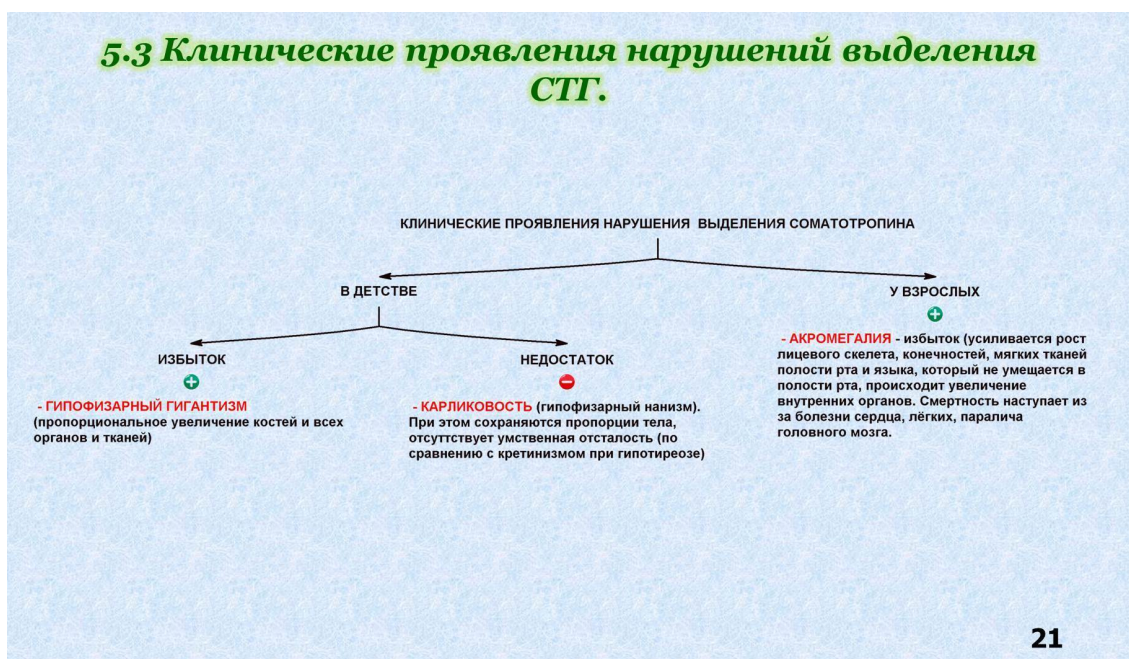 5.3 Клинические проявления нарушений выделения
СТГ.
КЛИНИЧЕСКИЕ ПРОЯВЛЕНИЯ НАРУШЕНИЯ ВЫДЕЛЕНИЯ СОМАТОТРОПИНА
В ДЕТСТВЕ
У ВЗРОСЛЫХ
ИЗБЫТОК
НЕДОСТАТОК
- ГИПОФИЗАРНЫЙ ГИГАНТИЗМ
(пропорциональное увеличение костей и всех
органов и тканей)
- КАРЛИКОВОСТЬ (гипофизарный нанизм).
При этом сохраняются пропорции тела,
отсуттствует умственная отсталость (по
сравнению с кретинизмом при гипотиреозе)
- АКРОМЕГАЛИЯ - избыток (усиливается рост
лицевого скелета, конечностей, мягких тканей
полости рта и языка, который не умещается в
полости рта, происходит увеличение
внутренних органов. Смертность наступает из
за болезни сердца, лёгких, паралича
головного мозга.
21